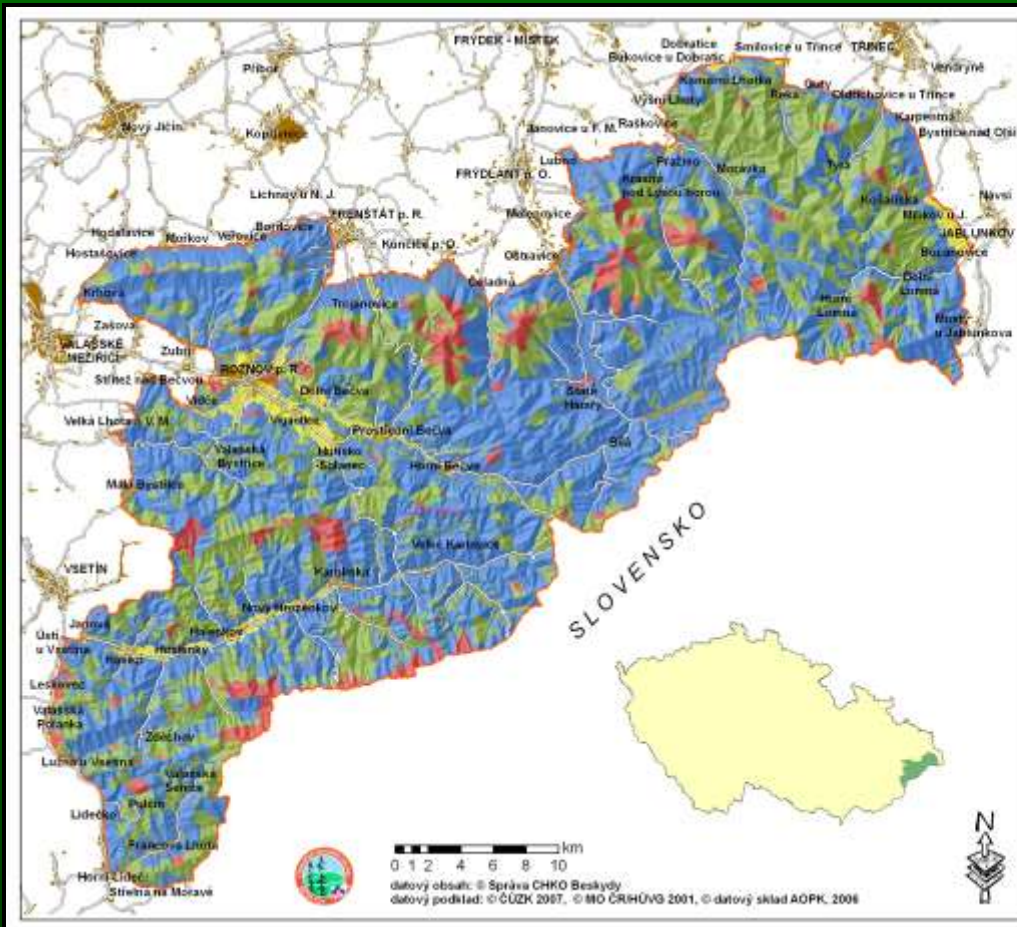 FRÝDEK - MÍSTEK
Dobratice
Bukovice u Dobratic
Smilovice u Třince
TŘINEC
Vendryně
Příbor
Kamenní Lhotka
Řeka
Guty
Oldřichovice u Třince
Vyšní Lhoty
Karpentná
Nový Jičín
Kopřivnice
Janovice u F. M.
Raškovice
Bystřice nad Olší
Lubno
Pražmo
Morávka
Tyra
FRÝDLANT n. O.
Krásná
pod Lysou horou
Košařiska
Návsí
Lichnov u N. J.
Malenovice
Milíkov u J.
FRENŠTÁT p. R.
Bordovice
Hodslavice
Mořkov
Veřovice
Kunčice p. O.
JABLUNKOV
Bocanovice
Hostašovice
Ostravice
Čeladná
Dolní
Lomná
Krhová
Trojanovice
Horní
Lomná
Mosty
u Jablunkova
Zašová
VALAŠSKÉ
MEZIŘÍČÍ
Zubří
ROŽNOV p. R.
Střítež nad Bečvou
Dolní Bečva
Staré
Hamry
Vidče
Velká Lhota u V. M.
Vigantice
Prostřední Bečva
Bílá
Valašská
Bystřice
Hutisko
-Solanec
Horní Bečva
Malá Bystřice
SLOVENSKO
Velké Karlovice
VSETÍN
Karolinka
Nový Hrozenkov
Janová
Halenkov
Ústí
u Vsetína
Huslenky
Hovězí
Leskovec
Valašská
Polanka
Zděchov
Lužná u Vsetína
Valašská
Senice
Pulčín
Lidečko
Francova Lhota
Horní Lideč
Střelná na Moravě
N
km
0 1 2 4 6 8 10
datový obsah: © Správa CHKO Beskydy
datový podklad: © ČÚZK 2007, © MO ČR/HÚVG 2001, © datový sklad AOPK, 2006